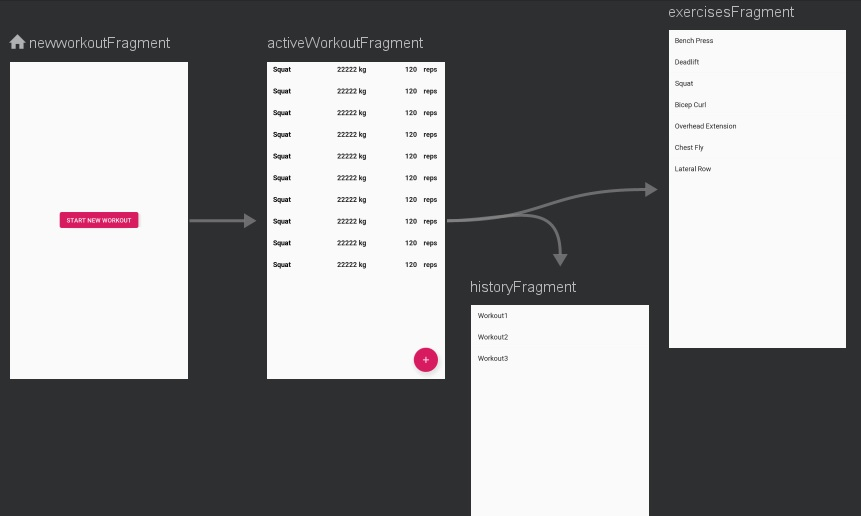 newworkoutFragment
START NEW WORKOUT
activeWorkoutFragment
Squat 22222 kg 120 reps
Squat 22222 kg 120 reps
Squat 22222 kg 120 reps
Squat 22222 kg 120 reps
Squat 22222 kg 120 reps
Squat 22222 kg 120 reps
Squat 22222 kg 120 reps
Squat 22222 kg 120 reps
Squat 22222 kg 120 reps
Squat 22222 kg 120 reps
+
historyFragment
Workout1
Workout2
Workout3
exercisesFragment
Bench Press
Deadlift
Squat
Bicep Curl
Overhead Extension
Chest Fly
Lateral Row